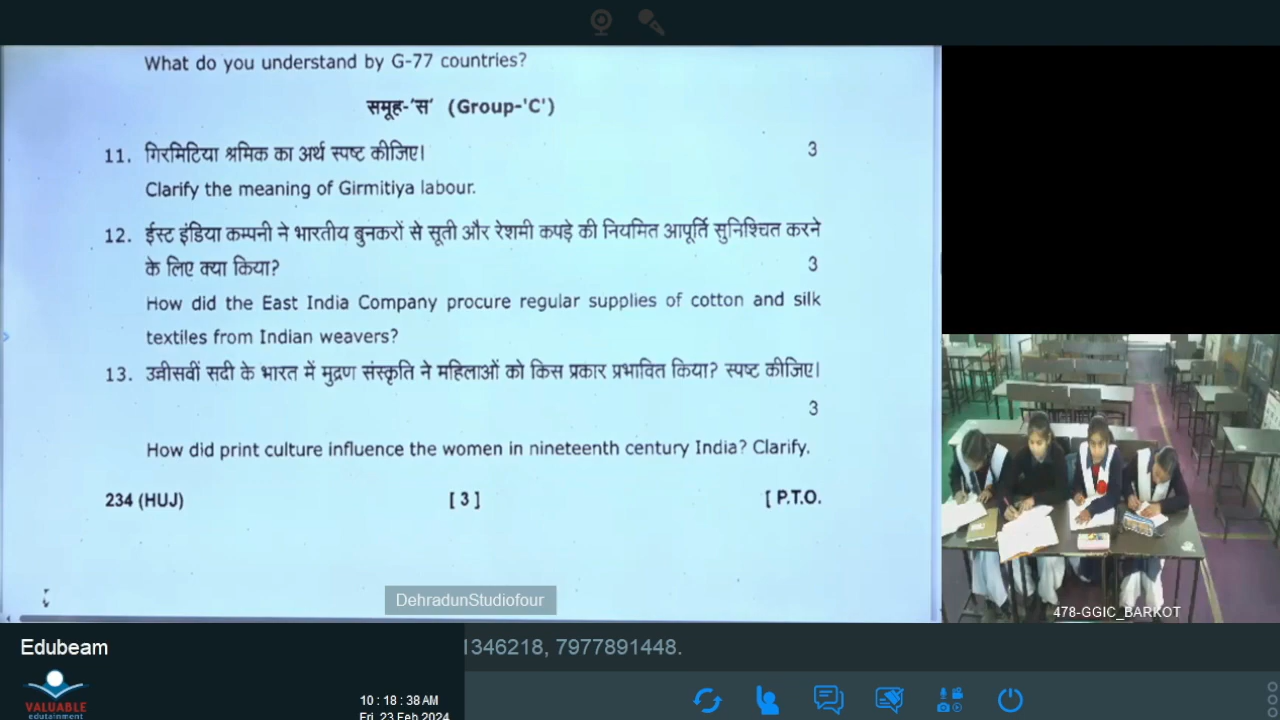 What do you understand by G-77 countries?
समूह-'स' (Group-'C')
11. गिरमिटिया श्रमिक का अर्थ स्पष्ट कीजिए। 3
Clarify the meaning of Girmitiya labour.
12. ईस्ट इंडिया कम्पनी ने भारतीय बुनकरों से सूती और रेशमी कपड़े की नियमित आपूर्ति सुनिश्चित करने
के लिए क्या किया? 3
How did the East India Company procure regular supplies of cotton and silk
textiles from Indian weavers?
13. उन्नीसवीं सदी के भारत में मुद्रण संस्कृति ने महिलाओं को किस प्रकार प्रभावित किया? स्पष्ट कीजिए।
3
How did print culture influence the women in nineteenth century India? Clarify.
234 (HUJ) [ 3 ] [ P.T.O.
DehradunStudiofour
478-GGIC_BARKOT
Edubeam
346218, 7977891448.
VALUABLE
edutainment
10 : 18 : 38 AM
Fri, 23 Feb 2024